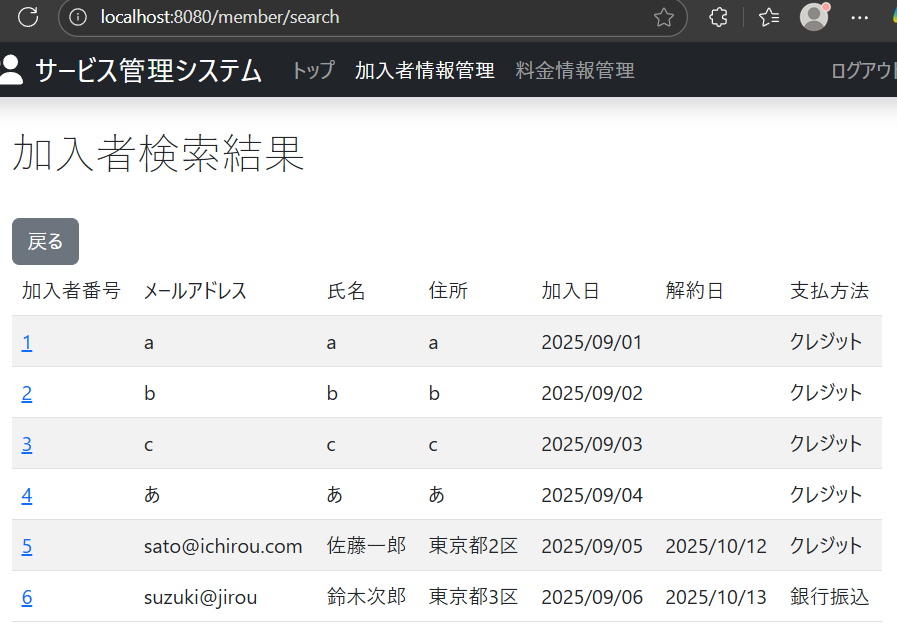 localhost:8080/member/search
サービス管理システム トップ 加入者情報管理 料金情報管理
加入者検索結果
戻る
加入者番号 メールアドレス 氏名 住所 加入日 解約日 支払方法
1 a a a 2025/09/01 クレジット
2 b b b 2025/09/02 クレジット
3 c c c 2025/09/03 クレジット
4 あ あ あ 2025/09/04 クレジット
5 sato@ichirou.com 佐藤一郎 東京都2区 2025/09/05 2025/10/12 クレジット
6 suzuki@jirou 鈴木次郎 東京都3区 2025/09/06 2025/10/13 銀行振込